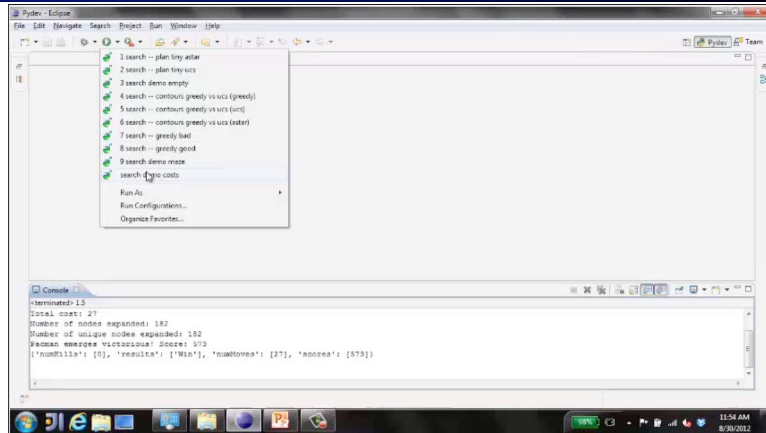 Pydev - Eclipse
File Edit Navigate Search Project Run Window Help
Pydev Team
1 search -- plan tiny astar
2 search -- plan tiny ucs
3 search demo empty
4 search -- contours greedy vs ucs (greedy)
5 search -- contours greedy vs ucs (ucs)
6 search -- contours greedy vs ucs (astar)
7 search -- greedy bad
8 search -- greedy good
9 search demo maze
search demo costs
Run As
Run Configurations...
Organize Favorites...
Console
<terminated> 1.5
Total cost: 27
Number of nodes expanded: 182
Number of unique nodes expanded: 182
Pacman emerges victorious! Score: 573
{'numKills': [0], 'results': ['Win'], 'numMoves': [27], 'scores': [573]}
98%
11:54 AM
8/30/2012